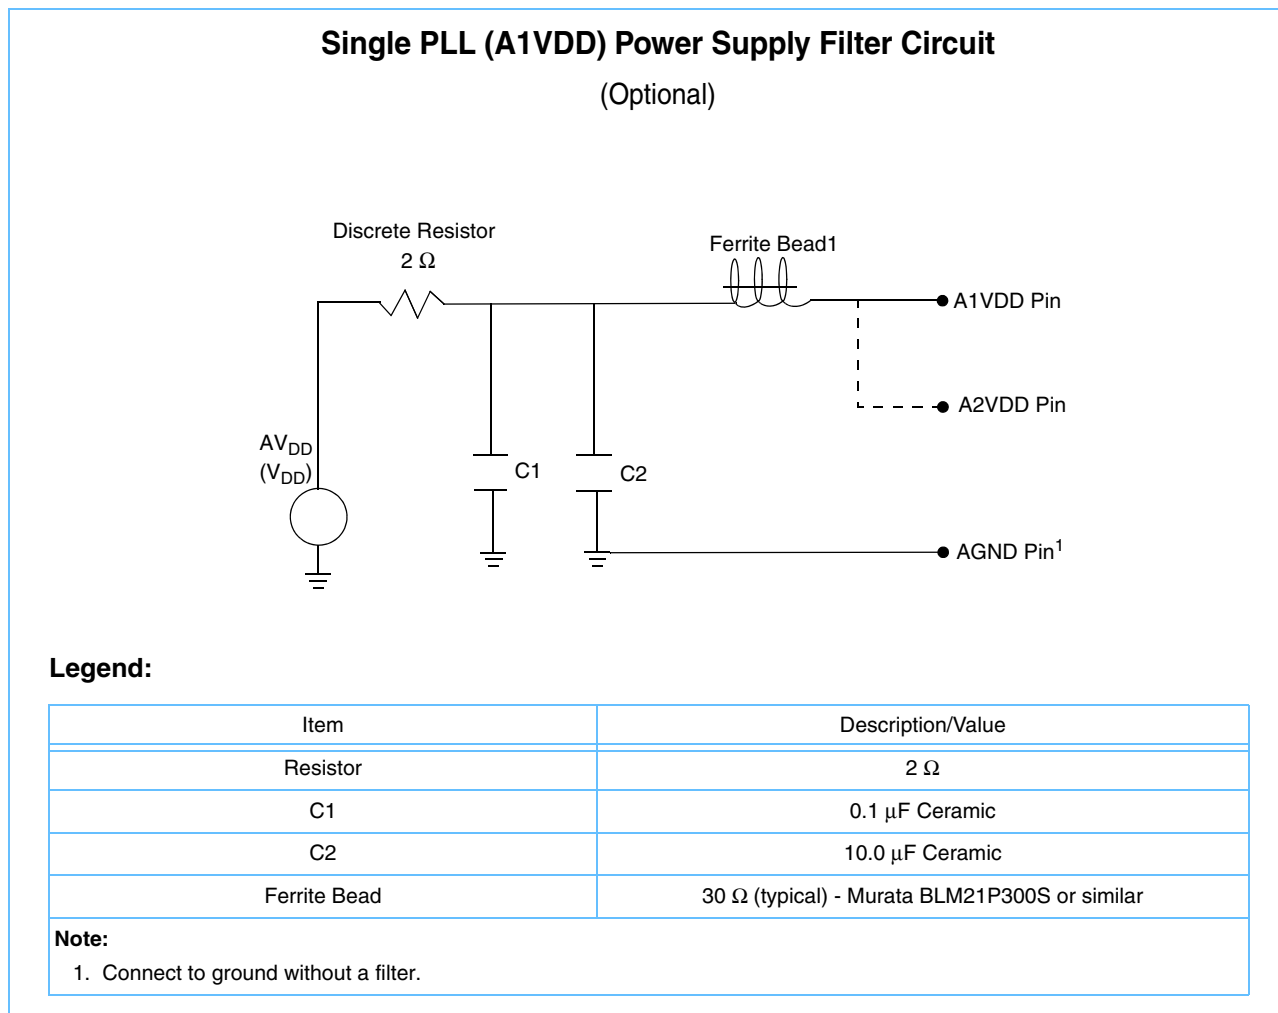 Single PLL (A1VDD) Power Supply Filter Circuit
(Optional)
Discrete Resistor
2 Ω
Ferrite Bead1
A1VDD Pin
A2VDD Pin
AVDD
(VDD)
C1
C2
AGND Pin1
Legend:
Item Description/Value
Resistor 2 Ω
C1 0.1 μF Ceramic
C2 10.0 μF Ceramic
Ferrite Bead 30 Ω (typical) - Murata BLM21P300S or similar
Note:
1. Connect to ground without a filter.